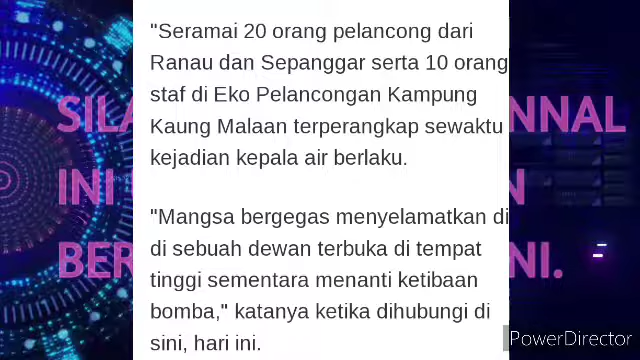 "Seramai 20 orang pelancong dari
Ranau dan Sepanggar serta 10 orang
staf di Eko Pelancongan Kampung
Kaung Malaan terperangkap sewaktu
kejadian kepala air berlaku.
"Mangsa bergegas menyelamatkan di
di sebuah dewan terbuka di tempat
tinggi sementara menanti ketibaan
bomba," katanya ketika dihubungi di
sini, hari ini.
SILA NNAL
INI N
BER NI.
PowerDirector